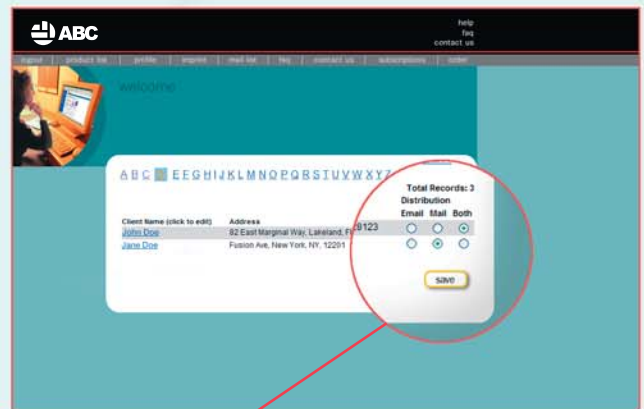 ABC
help
faq
contact us
logout | product list | profile | imprint | mail list | faq | contact us | subscriptions | order
welcome
A B C E F G H I J K L M N O P Q R S T U V W X Y Z
Total Records: 3
Distribution
Client Name (click to edit) Address Email Mail Both
John Doe 82 East Marginal Way, Lakeland, 28123
Jane Doe Fusion Ave, New York, NY, 12201
save